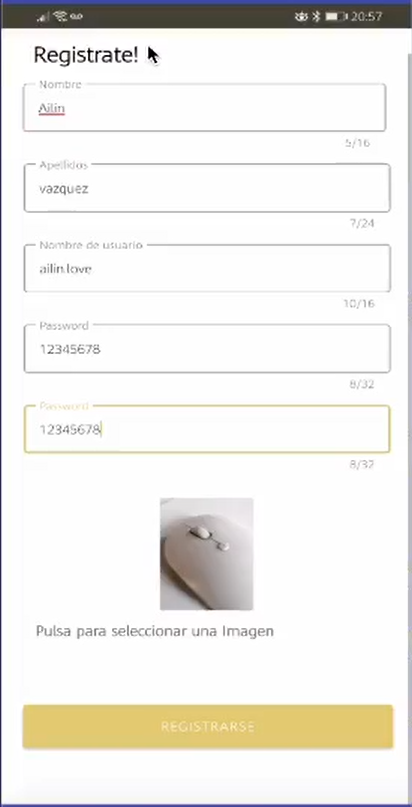 20:57
Registrate!
Nombre
Ailin
5/16
Apellidos
vazquez
7/24
Nombre de usuario
ailin.love
10/16
Password
12345678
8/32
Password
12345678
8/32
Pulsa para seleccionar una Imagen
REGISTRARSE